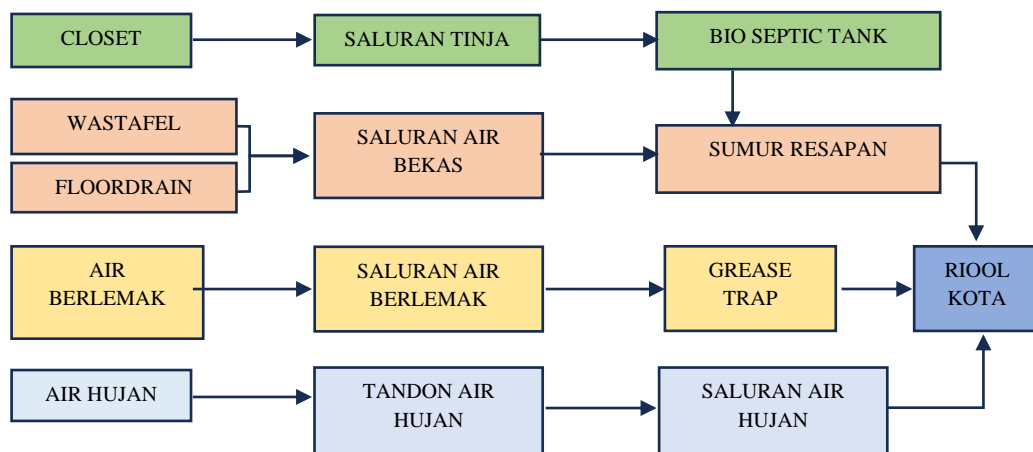 CLOSET
SALURAN TINJA
BIO SEPTIC TANK
WASTAFEL
FLOORDRAIN
SALURAN AIR
BEKAS
SUMUR RESAPAN
AIR
BERLEMAK
SALURAN AIR
BERLEMAK
GREASE
TRAP
RIOOL
KOTA
AIR HUJAN
TANDON AIR
HUJAN
SALURAN AIR
HUJAN